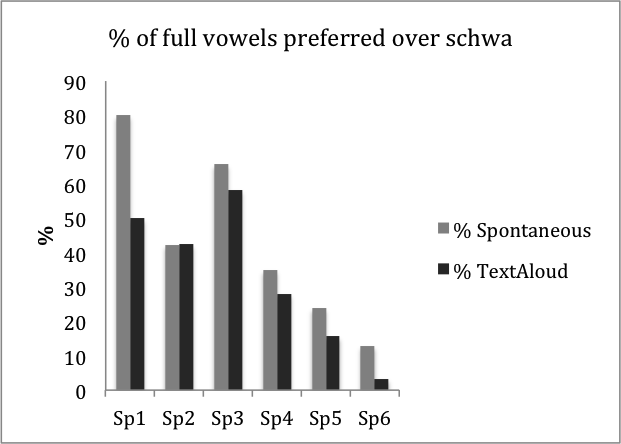 % of full vowels preferred over schwa
90
80
70
60
50
40
30
20
10
0
%
Sp1 Sp2 Sp3 Sp4 Sp5 Sp6
% Spontaneous
% TextAloud